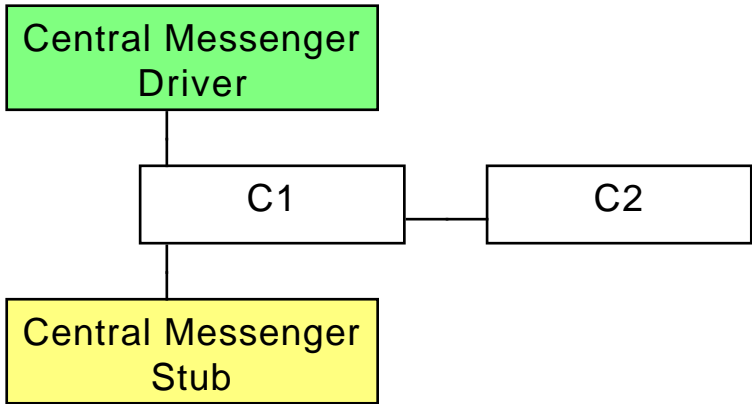 Central Messenger
Driver
C1
C2
Central Messenger
Stub